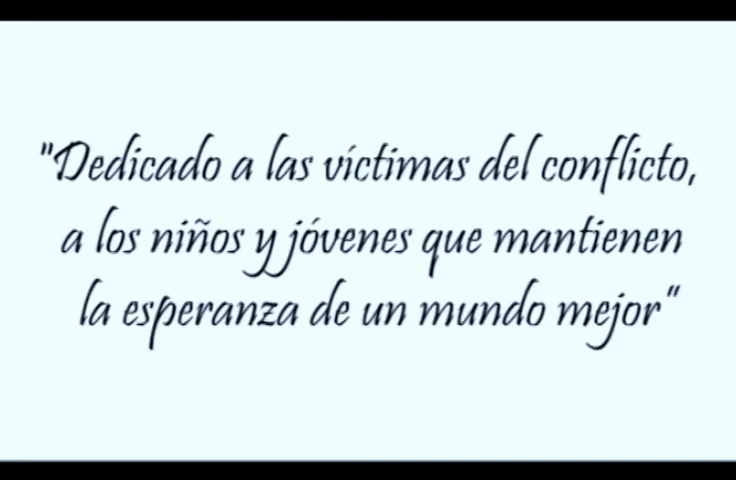 "Dedicado a las víctimas del conflicto,
a los niños y jóvenes que mantienen
la esperanza de un mundo mejor"